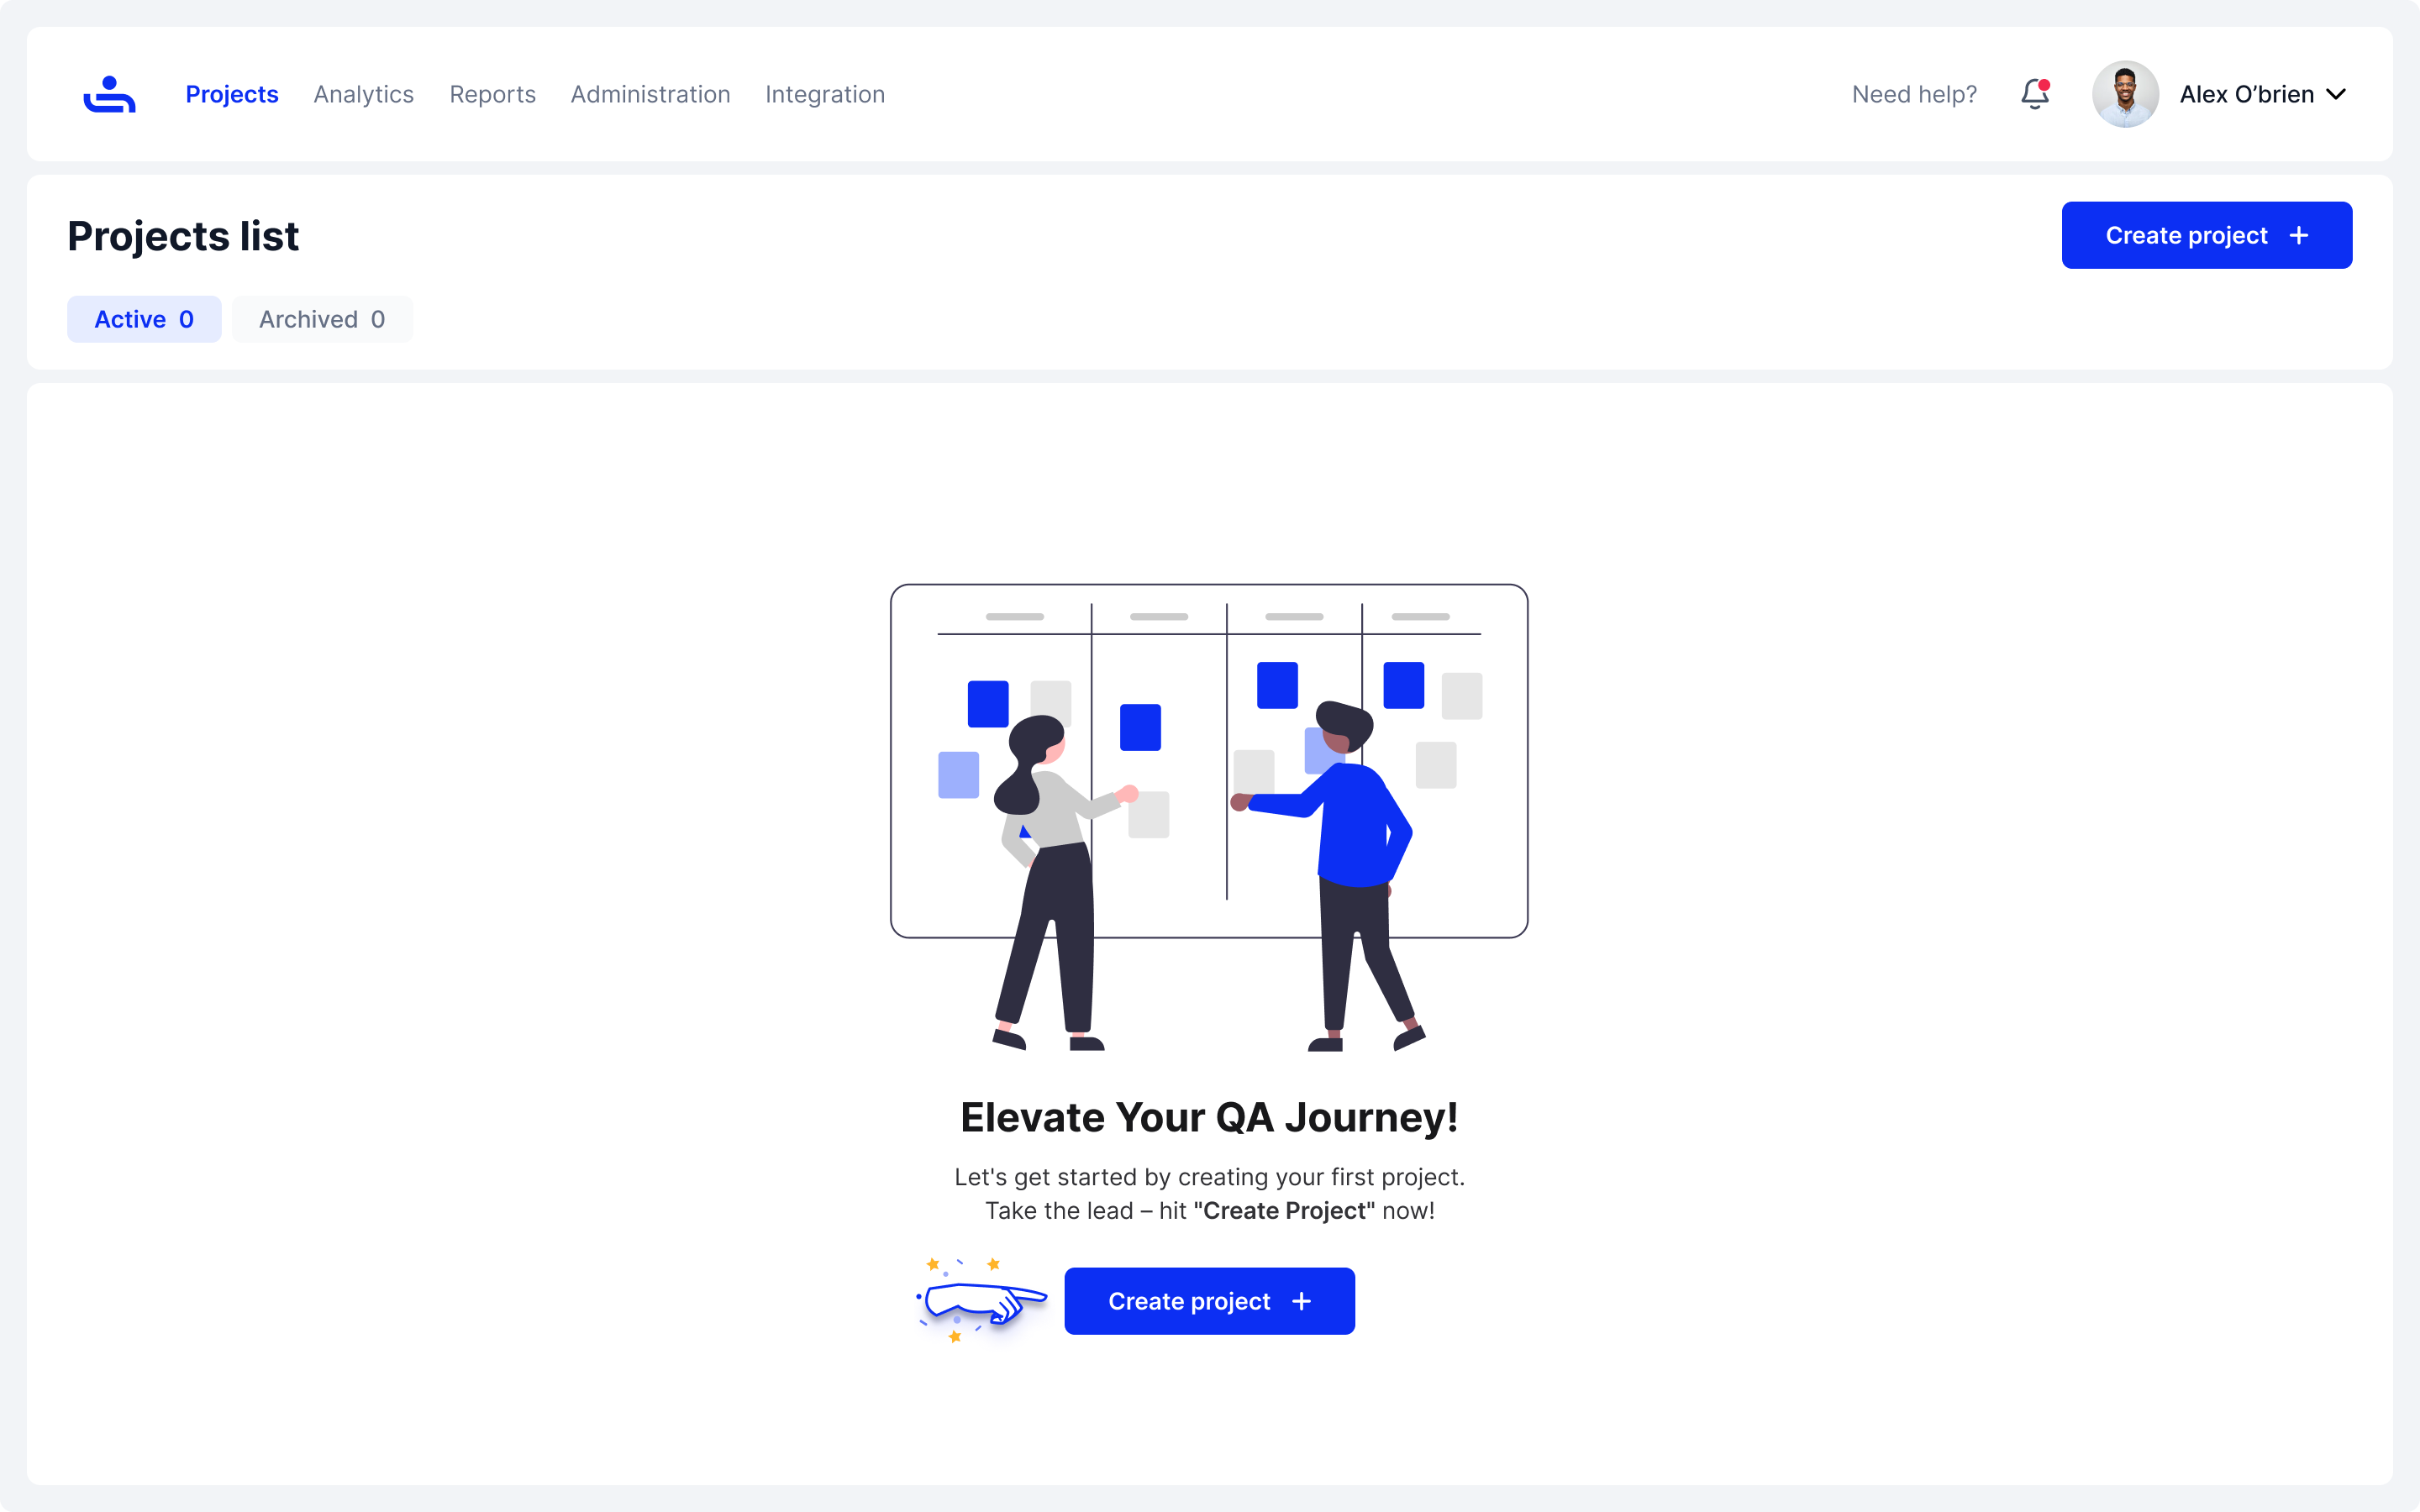 Projects Analytics Reports Administration Integration Need help? Alex O’brien
Projects list
Create project +
Active 0 Archived 0
Elevate Your QA Journey!
Let's get started by creating your first project.
Take the lead – hit "Create Project" now!
Create project +